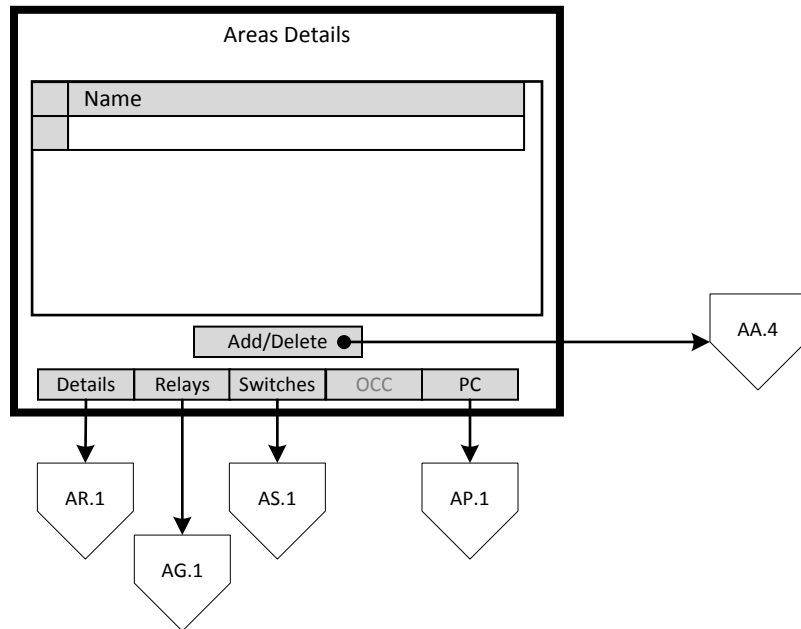 Areas Details
Name
Add/Delete
AA.4
Details Relays Switches OCC PC
AR.1 AS.1 AP.1
AG.1